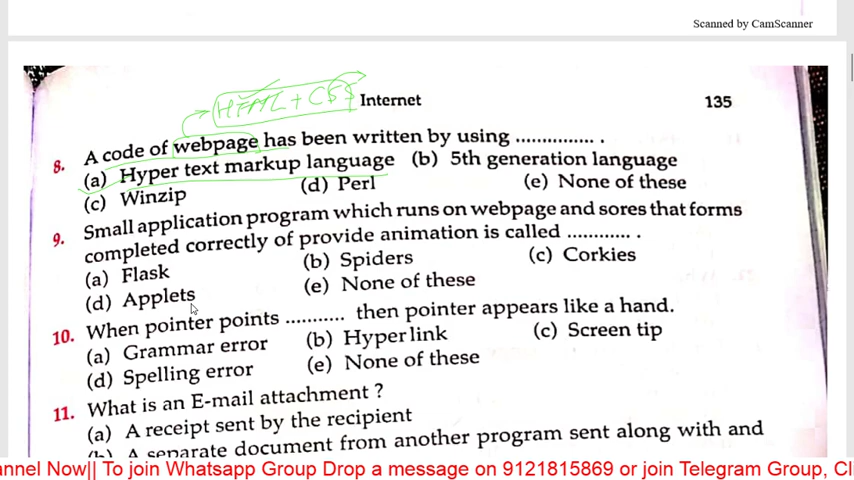 Scanned by CamScanner
HTML + CSS
Internet
135
8. A code of webpage has been written by using ............... .
(a) Hyper text markup language (b) 5th generation language
(c) Winzip (d) Perl (e) None of these
9. Small application program which runs on webpage and sores that forms
completed correctly of provide animation is called ............ .
(a) Flask (b) Spiders (c) Corkies
(d) Applets (e) None of these
10. When pointer points ........... then pointer appears like a hand.
(a) Grammar error (b) Hyperlink (c) Screen tip
(d) Spelling error (e) None of these
11. What is an E-mail attachment ?
(a) A receipt sent by the recipient
(b) A separate document from another program sent along with and
annel Now|| To join Whatsapp Group Drop a message on 9121815869 or join Telegram Group, Cl